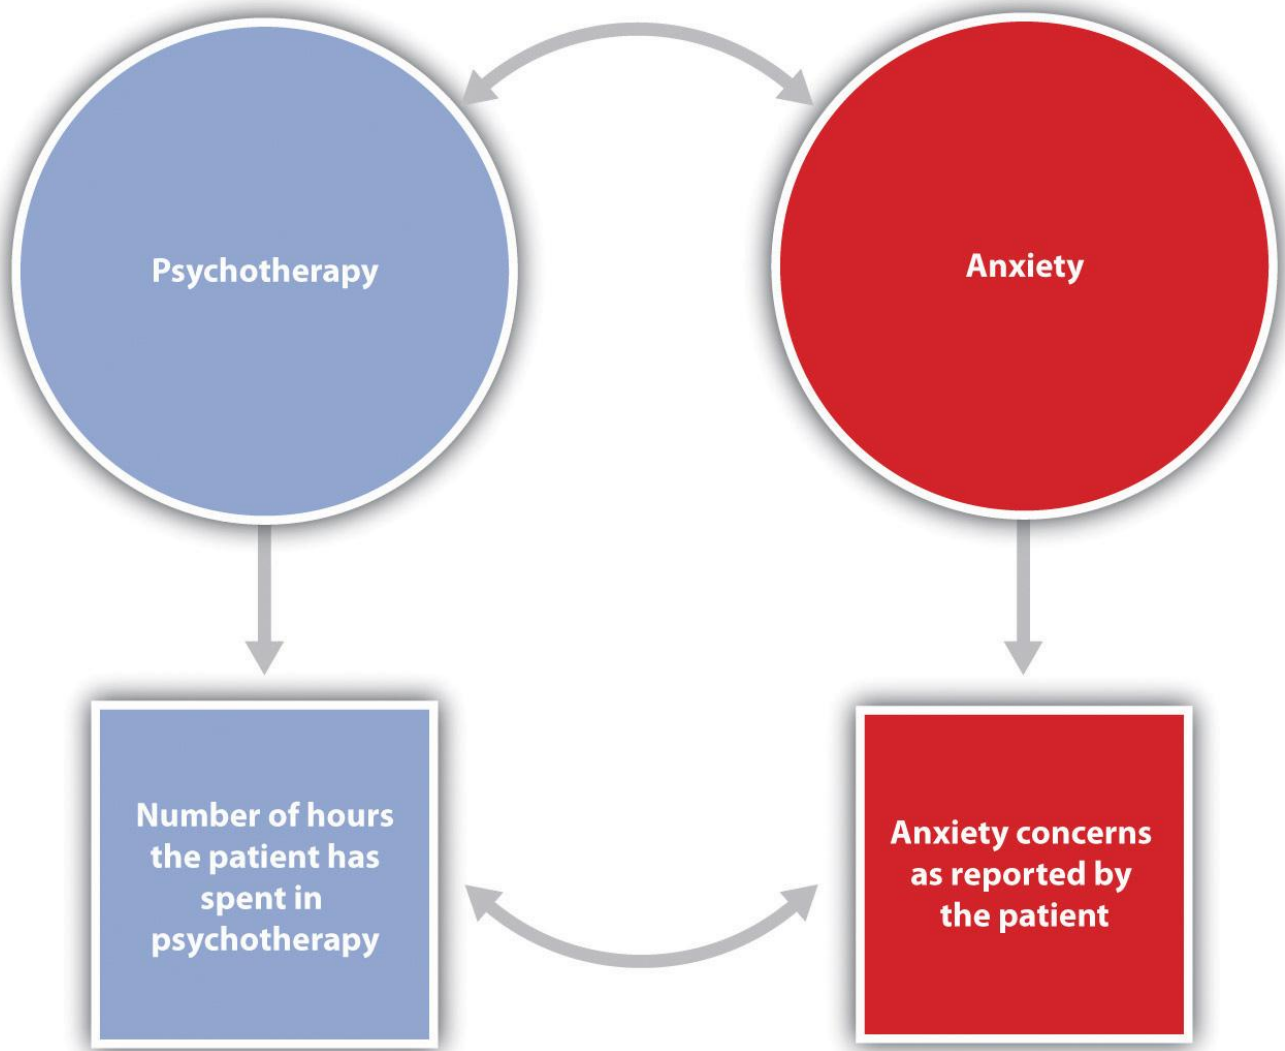 Psychotherapy
Anxiety
Number of hours
the patient has
spent in
psychotherapy
Anxiety concerns
as reported by
the patient